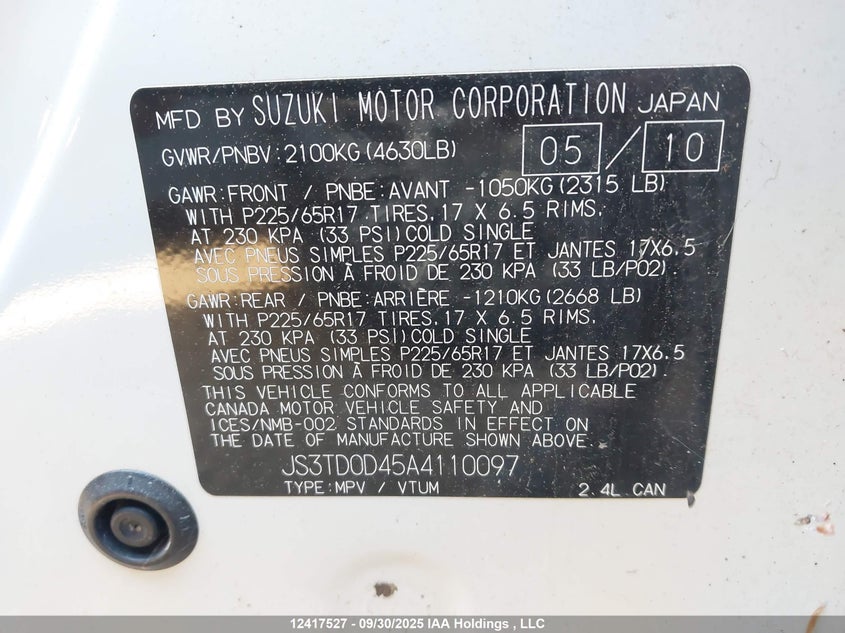 MFD BY SUZUKI MOTOR CORPORATION JAPAN
GVWR/PNBV:2100KG(4630LB) 05 / 10
GAWR:FRONT / PNBE:AVANT -1050KG(2315 LB)
WITH P225/65R17 TIRES.17 X 6.5 RIMS.
AT 230 KPA (33 PSI)COLD SINGLE
AVEC PNEUS SIMPLES P225/65R17 ET JANTES 17X6.5
SOUS PRESSION À FROID DE 230 KPA (33 LB/PO2).
GAWR:REAR / PNBE:ARRIÈRE -1210KG(2668 LB)
WITH P225/65R17 TIRES.17 X 6.5 RIMS.
AT 230 KPA (33 PSI)COLD SINGLE
AVEC PNEUS SIMPLES P225/65R17 ET JANTES 17X6.5
SOUS PRESSION À FROID DE 230 KPA (33 LB/PO2).
THIS VEHICLE CONFORMS TO ALL APPLICABLE
CANADA MOTOR VEHICLE SAFETY AND
ICES/NMB-002 STANDARDS IN EFFECT ON
THE DATE OF MANUFACTURE SHOWN ABOVE.
JS3TD0D45A4110097
TYPE:MPV / VTUM 2.4L CAN
12417527 - 09/30/2025 IAA Holdings , LLC